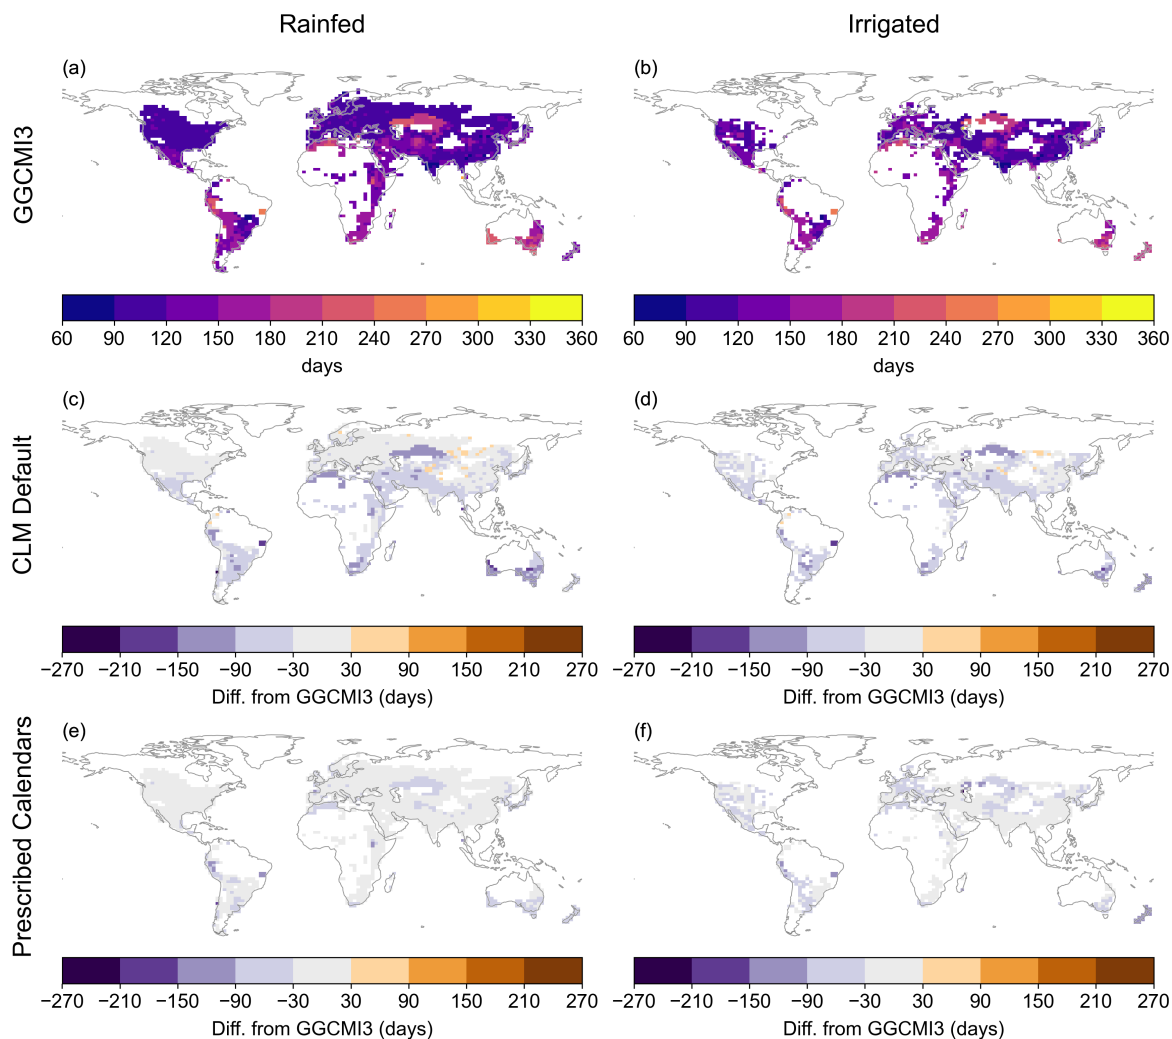 Rainfed Irrigated
(a) (b)
GGCMI3
60 90 120 150 180 210 240 270 300 330 360 60 90 120 150 180 210 240 270 300 330 360
days days
(c) (d)
CLM Default
−270 −210 −150 −90 −30 30 90 150 210 270 −270 −210 −150 −90 −30 30 90 150 210 270
Diff. from GGCMI3 (days) Diff. from GGCMI3 (days)
(e) (f)
Prescribed Calendars
−270 −210 −150 −90 −30 30 90 150 210 270 −270 −210 −150 −90 −30 30 90 150 210 270
Diff. from GGCMI3 (days) Diff. from GGCMI3 (days)